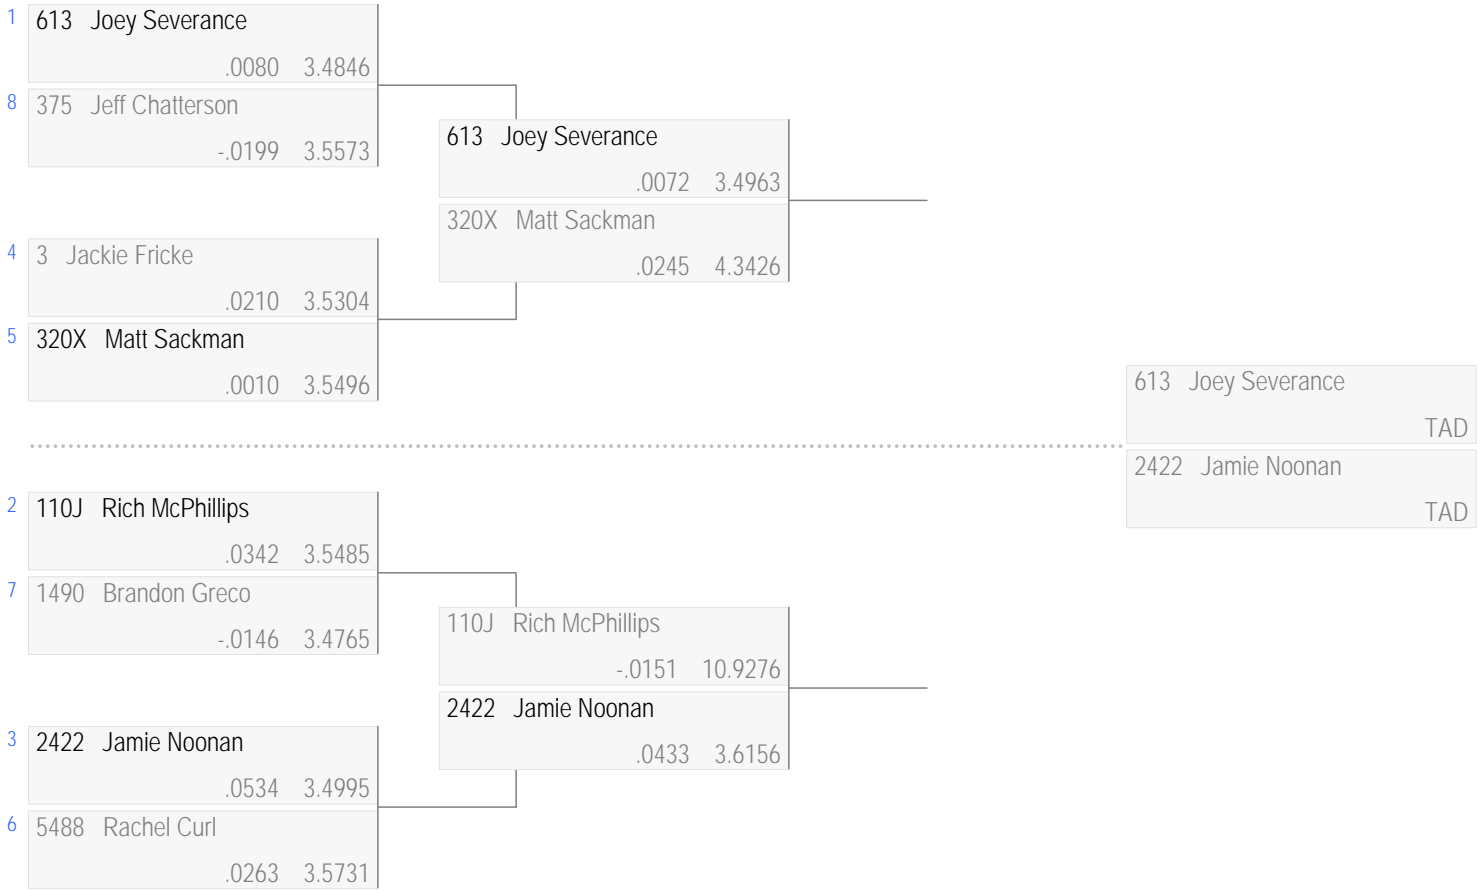 1 613 Joey Severance
.0080 3.4846
8 375 Jeff Chatterson
-.0199 3.5573
613 Joey Severance
.0072 3.4963
320X Matt Sackman
.0245 4.3426
4 3 Jackie Fricke
.0210 3.5304
5 320X Matt Sackman
.0010 3.5496
613 Joey Severance
TAD
2422 Jamie Noonan
TAD
2 110J Rich McPhillips
.0342 3.5485
7 1490 Brandon Greco
-.0146 3.4765
110J Rich McPhillips
-.0151 10.9276
2422 Jamie Noonan
.0433 3.6156
3 2422 Jamie Noonan
.0534 3.4995
6 5488 Rachel Curl
.0263 3.5731